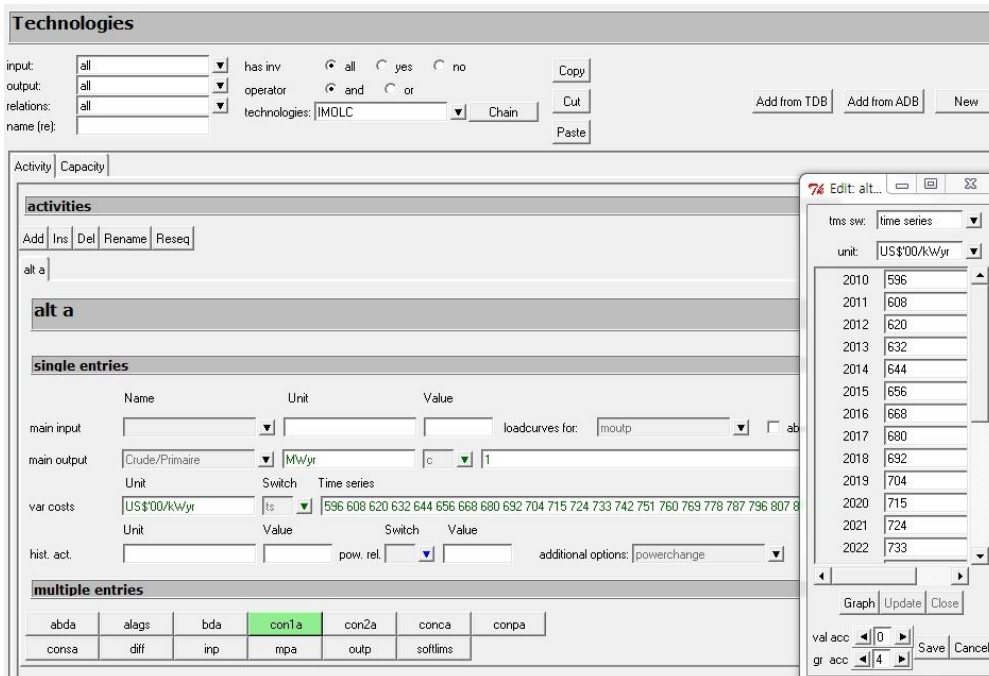 Technologies
input: all has inv all yes no Copy
output: all operator and or Cut
relations: all technologies: IMOLC Chain Add from TDB Add from ADB New
name (re): Paste
Activity Capacity
activities
Add Ins Del Rename Reseq
alt a
alt a
single entries
Name Unit Value
main input loadcurves for: moutp
main output Crude/Primaire MWyr c 1
Unit Switch Time series
var costs US$'00/kWyr ts 596 608 620 632 644 656 668 680 692 704 715 724 733 742 751 760 769 778 787 796 807
Unit Value Switch Value
hist. act. pow. rel. additional options: powerchange
multiple entries
abda alags bda con1a con2a conca conpa
consa diff inp mpa outp softlims
Edit: alt...
tms sw: time series
unit: US$'00/kWyr
2010 596
2011 608
2012 620
2013 632
2014 644
2015 656
2016 668
2017 680
2018 692
2019 704
2020 715
2021 724
2022 733
Graph Update Close
val acc 0
gr acc 4 Save Cancel